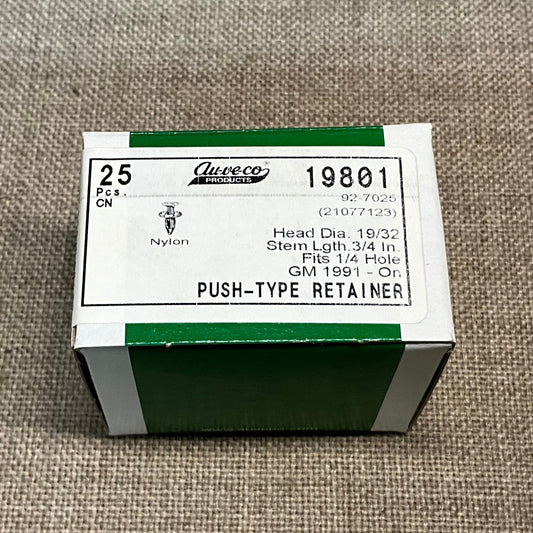 25
Pcs.
CN
Au-ve-co®
PRODUCTS
19801
92-7025
(21077123)
Nylon
Head Dia. 19/32
Stem Lgth.3/4 In.
Fits 1/4 Hole
GM 1991 - On
PUSH-TYPE RETAINER